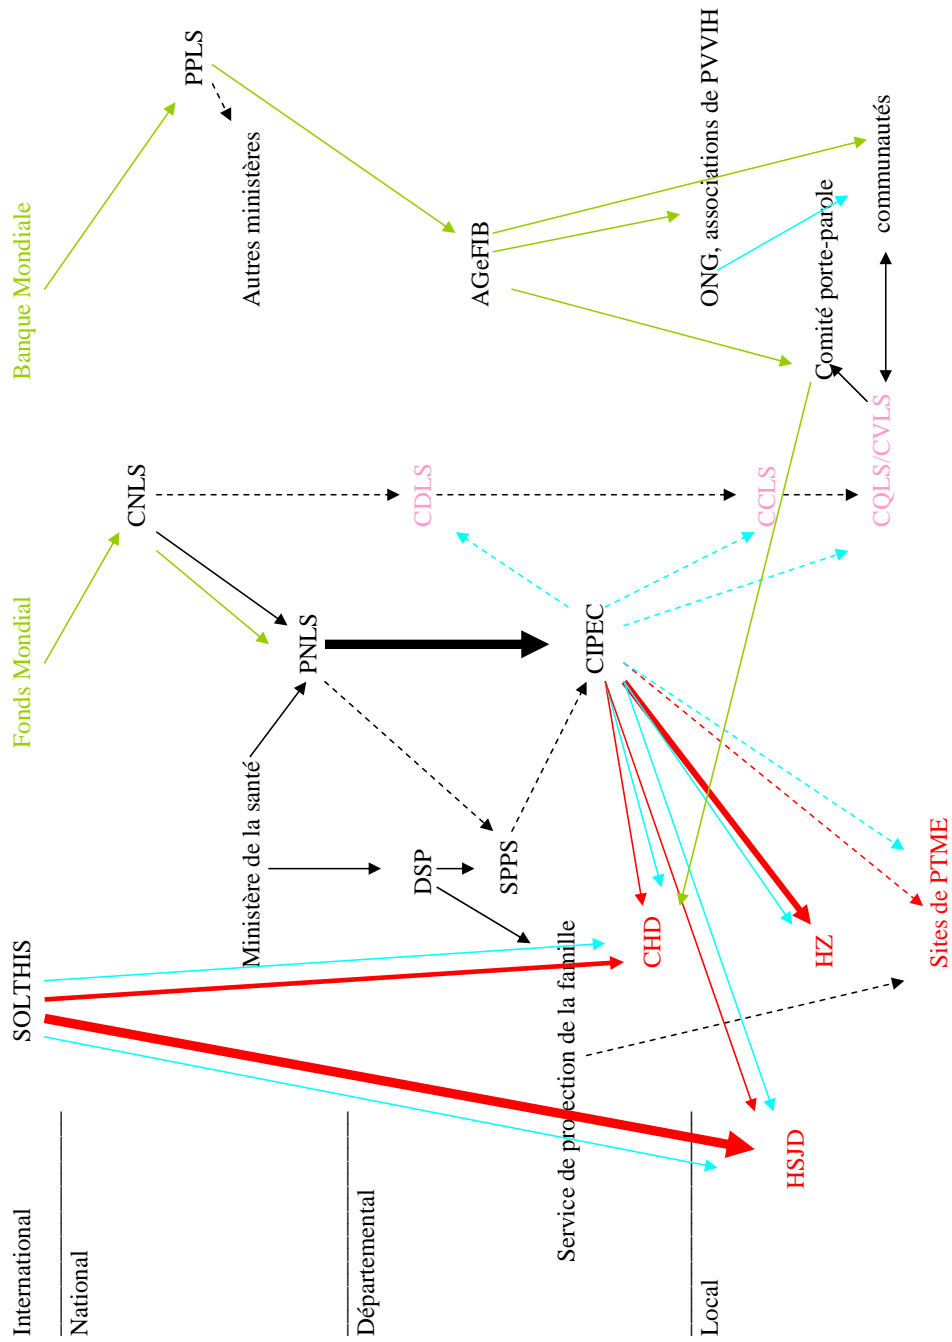 International
SOLTHIS
Fonds Mondial
Banque Mondiale
National
CNLS
PPLS
Ministère de la santé
PNLS
Autres ministères
Départemental
DSP
CDLS
SPPS
AGeFIB
Service de protection de la famille
CIPEC
CHD
Local
ONG, associations de PVVIH
HSJD
HZ
CCLS
Comité porte-parole
CQLS/CVLS
communautés
Sites de PTME